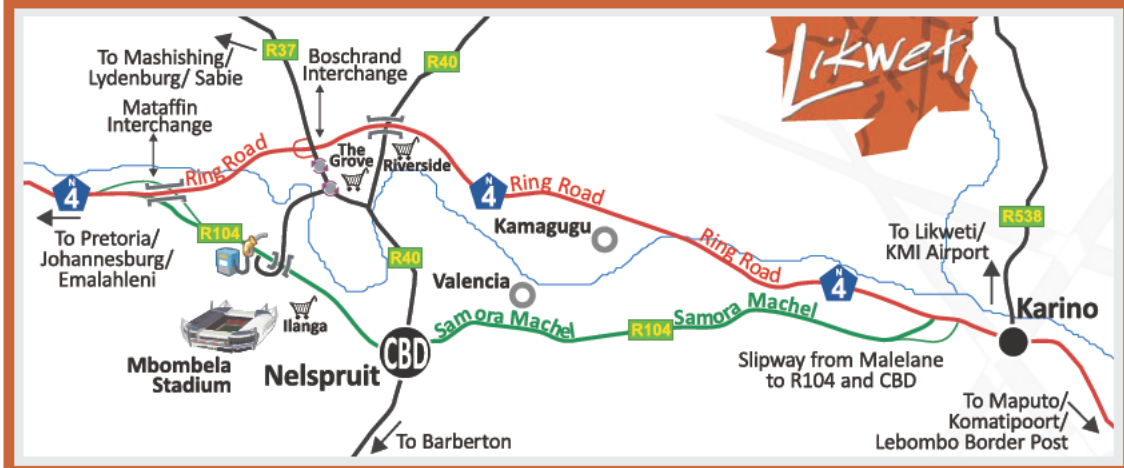 To Mashishing/
Lydenburg/ Sabie
R37
Boschrand
Interchange
R40
Likweti
Mataffin
Interchange
Ring Road
The
Grove
Riverside
N
4
To Pretoria/
Johannesburg/
Emalahleni
R104
N
4
Ring Road
Kamagugu
R538
To Likweti/
KMI Airport
Ring Road
R40
Valencia
N
4
Karino
Ilanga
Samora Machel
R104
Samora Machel
Mbombela
Stadium
Nelspruit
CBD
Slipway from Malelane
to R104 and CBD
To Barberton
To Maputo/
Komatipoort/
Lebombo Border Post